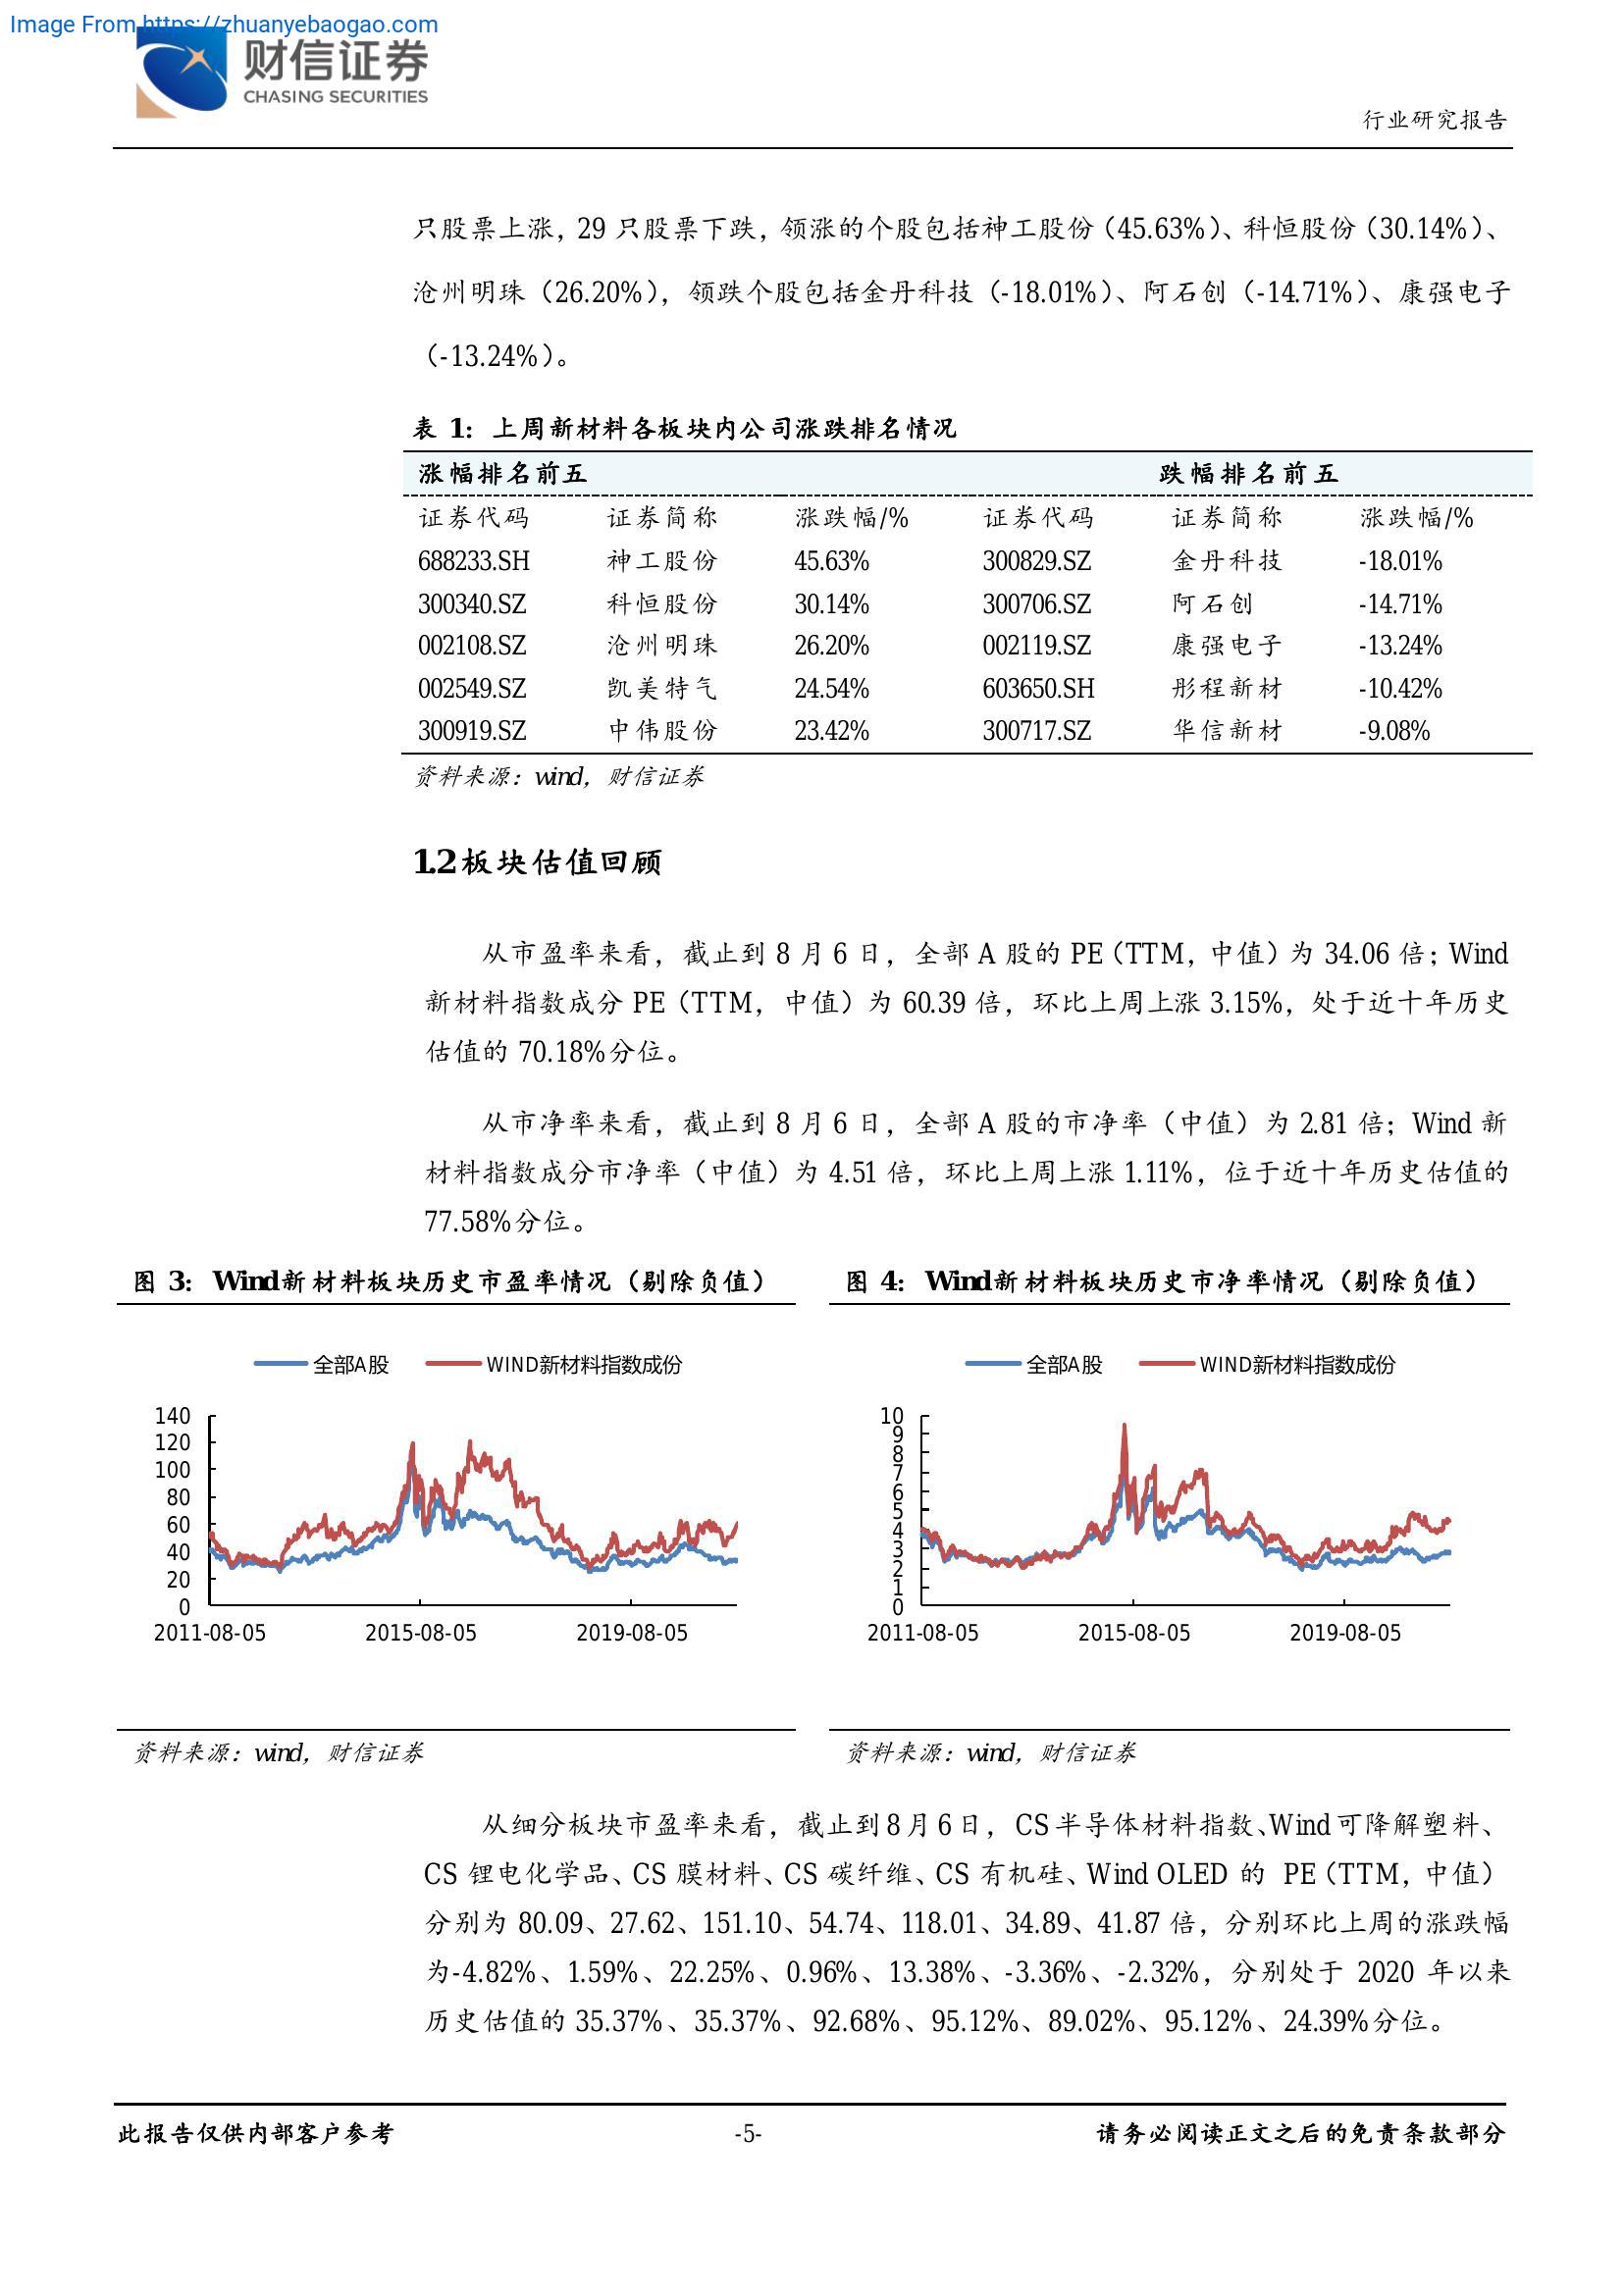 Image From https://zhuanyebaogao.com
财信证券
CHASING SECURITIES
行业研究报告
只股票上涨，29 只股票下跌，领涨的个股包括神工股份（45.63%）、科恒股份（30.14%）、
沧州明珠（26.20%），领跌个股包括金丹科技（-18.01%）、阿石创（-14.71%）、康强电子
（-13.24%）。
表 1：上周新材料各板块内公司涨跌排名情况
涨幅排名前五 跌幅排名前五
证券代码 证券简称 涨跌幅/% 证券代码 证券简称 涨跌幅/%
688233.SH 神工股份 45.63% 300829.SZ 金丹科技 -18.01%
300340.SZ 科恒股份 30.14% 300706.SZ 阿石创 -14.71%
002108.SZ 沧州明珠 26.20% 002119.SZ 康强电子 -13.24%
002549.SZ 凯美特气 24.54% 603650.SH 彤程新材 -10.42%
300919.SZ 中伟股份 23.42% 300717.SZ 华信新材 -9.08%
资料来源：wind，财信证券
1.2 板块估值回顾
从市盈率来看，截止到 8 月 6 日，全部 A 股的 PE（TTM，中值）为 34.06 倍；Wind
新材料指数成分 PE（TTM，中值）为 60.39 倍，环比上周上涨 3.15%，处于近十年历史
估值的 70.18%分位。
从市净率来看，截止到 8 月 6 日，全部 A 股的市净率（中值）为 2.81 倍；Wind 新
材料指数成分市净率（中值）为 4.51 倍，环比上周上涨 1.11%，位于近十年历史估值的
77.58%分位。
图 3：Wind新材料板块历史市盈率情况（剔除负值）
全部A股 WIND新材料指数成份
140
120
100
80
60
40
20
0
2011-08-05 2015-08-05 2019-08-05
资料来源：wind，财信证券
图 4：Wind新材料板块历史市净率情况（剔除负值）
全部A股 WIND新材料指数成份
10
9
8
7
6
5
4
3
2
1
0
2011-08-05 2015-08-05 2019-08-05
资料来源：wind，财信证券
从细分板块市盈率来看，截止到 8 月 6 日，CS 半导体材料指数、Wind 可降解塑料、
CS 锂电化学品、CS 膜材料、CS 碳纤维、CS 有机硅、Wind OLED 的 PE（TTM，中值）
分别为 80.09、27.62、151.10、54.74、118.01、34.89、41.87 倍，分别环比上周的涨跌幅
为-4.82%、1.59%、22.25%、0.96%、13.38%、-3.36%、-2.32%，分别处于 2020 年以来
历史估值的 35.37%、35.37%、92.68%、95.12%、89.02%、95.12%、24.39%分位。
此报告仅供内部客户参考 -5- 请务必阅读正文之后的免责条款部分